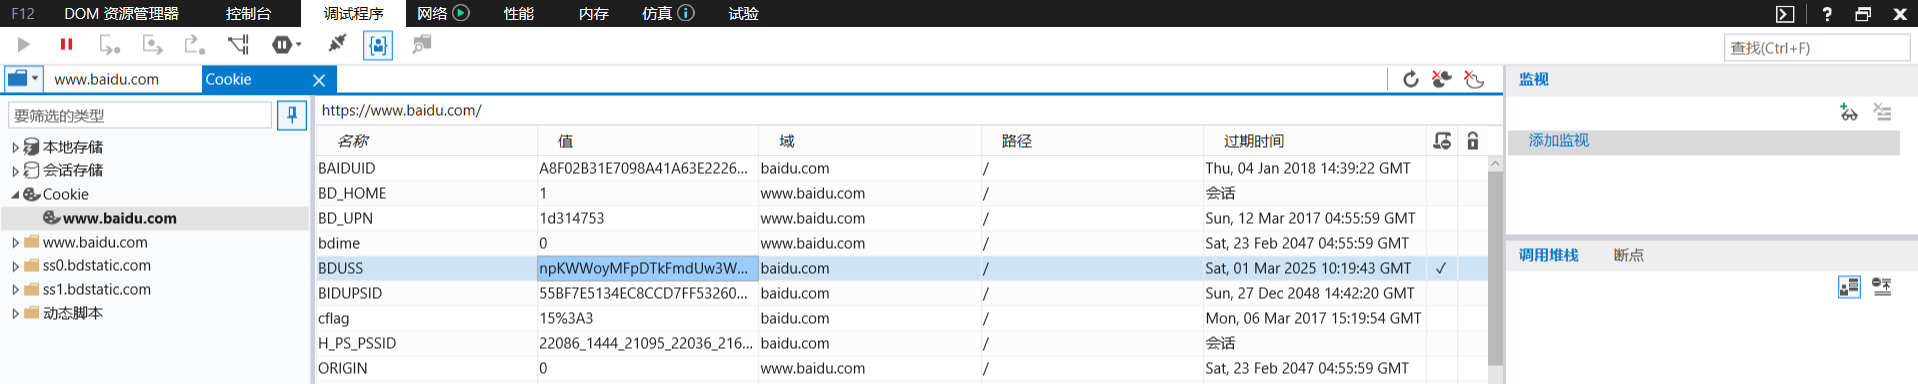 F12 DOM 资源管理器 控制台 调试程序 网络 性能 内存 仿真 试验 ?
查找(Ctrl+F)
www.baidu.com Cookie
监视
要筛选的类型
https://www.baidu.com/
名称 值 域 路径 过期时间
添加监视
本地存储
会话存储
Cookie
www.baidu.com
www.baidu.com
ss0.bdstatic.com
ss1.bdstatic.com
动态脚本
BAIDUID A8F02B31E7098A41A63E2226... baidu.com / Thu, 04 Jan 2018 14:39:22 GMT
BD_HOME 1 www.baidu.com / 会话
BD_UPN 1d314753 www.baidu.com / Sun, 12 Mar 2017 04:55:59 GMT
bdime 0 www.baidu.com / Sat, 23 Feb 2047 04:55:59 GMT
BDUSS npKWWoyMFpDTkFmdUw3W... baidu.com / Sat, 01 Mar 2025 10:19:43 GMT ✓
BIDUPSID 55BF7E5134EC8CCD7FF53260... baidu.com / Sun, 27 Dec 2048 14:42:20 GMT
cflag 15%3A3 baidu.com / Mon, 06 Mar 2017 15:19:54 GMT
H_PS_PSSID 22086_1444_21095_22036_216... baidu.com / 会话
ORIGIN 0 www.baidu.com / Sat, 23 Feb 2047 04:55:59 GMT
调用堆栈 断点